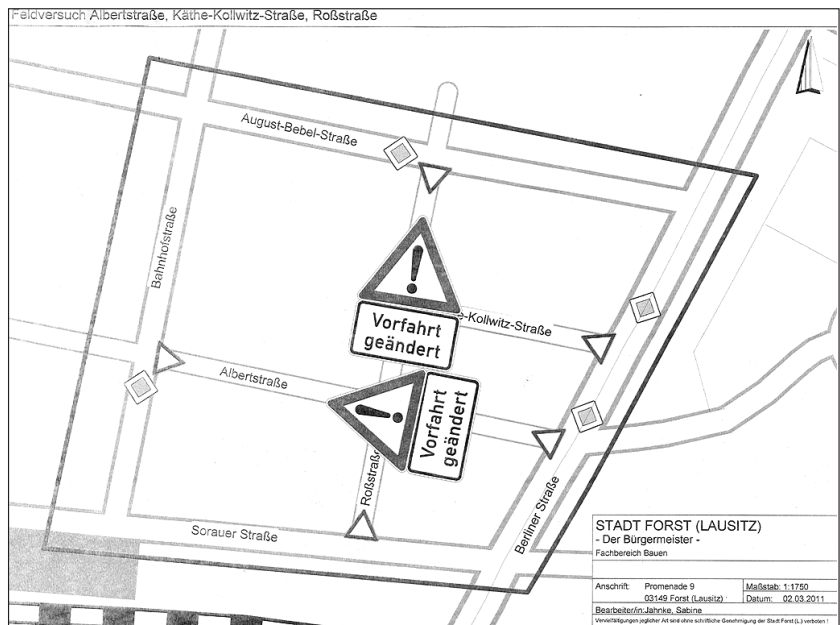 Feldversuch Albertstraße, Käthe-Kollwitz-Straße, Roßstraße
August-Bebel-Straße
Bahnhofstraße
e-Kollwitz-Straße
Vorfahrt
geändert
Albertstraße
Vorfahrt
geändert
Roßstraße
Sorauer Straße
Berliner Straße
STADT FORST (LAUSITZ)
- Der Bürgermeister -
Fachbereich Bauen
Anschrift: Promenade 9 Maßstab: 1:1750
03149 Forst (Lausitz) Datum: 02.03.2011
Bearbeiter/in: Jahnke, Sabine
Vervielfältigungen jeglicher Art sind ohne schriftliche Genehmigung der Stadt Forst (L.) verboten !